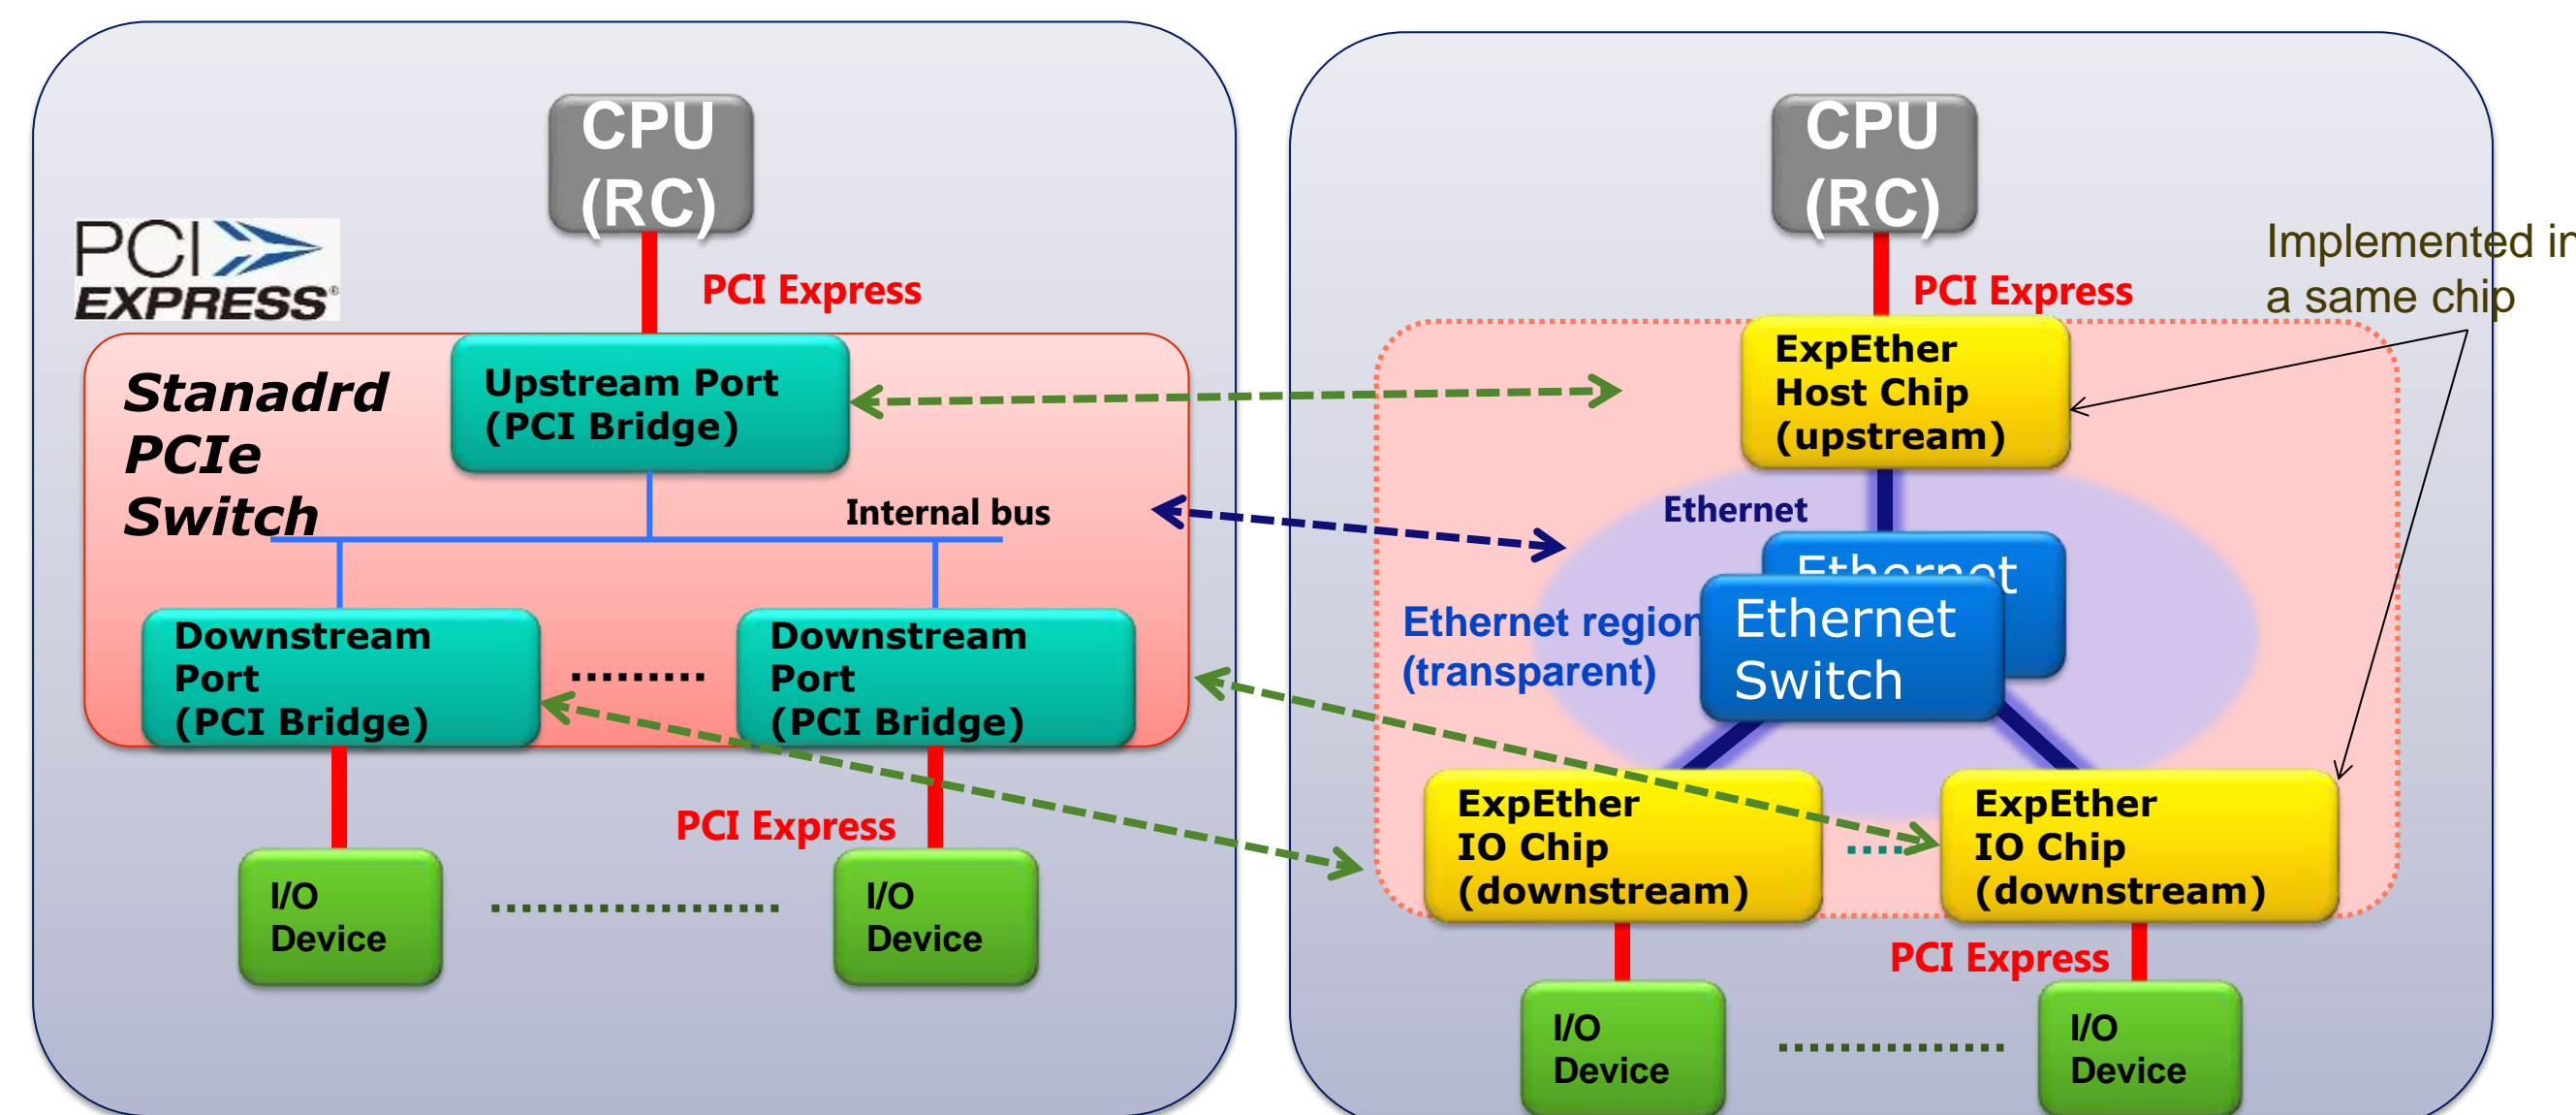 CPU
(RC)
PCI
EXPRESS®
PCI Express
Stanadrd
PCIe
Switch
Upstream Port
(PCI Bridge)
Internal bus
Downstream
Port
(PCI Bridge)
Downstream
Port
(PCI Bridge)
PCI Express
I/O
Device
I/O
Device
CPU
(RC)
PCI Express
Implemented in
a same chip
ExpEther
Host Chip
(upstream)
Ethernet
Ethernet
Ethernet region
(transparent)
Ethernet
Switch
ExpEther
IO Chip
(downstream)
ExpEther
IO Chip
(downstream)
PCI Express
I/O
Device
I/O
Device